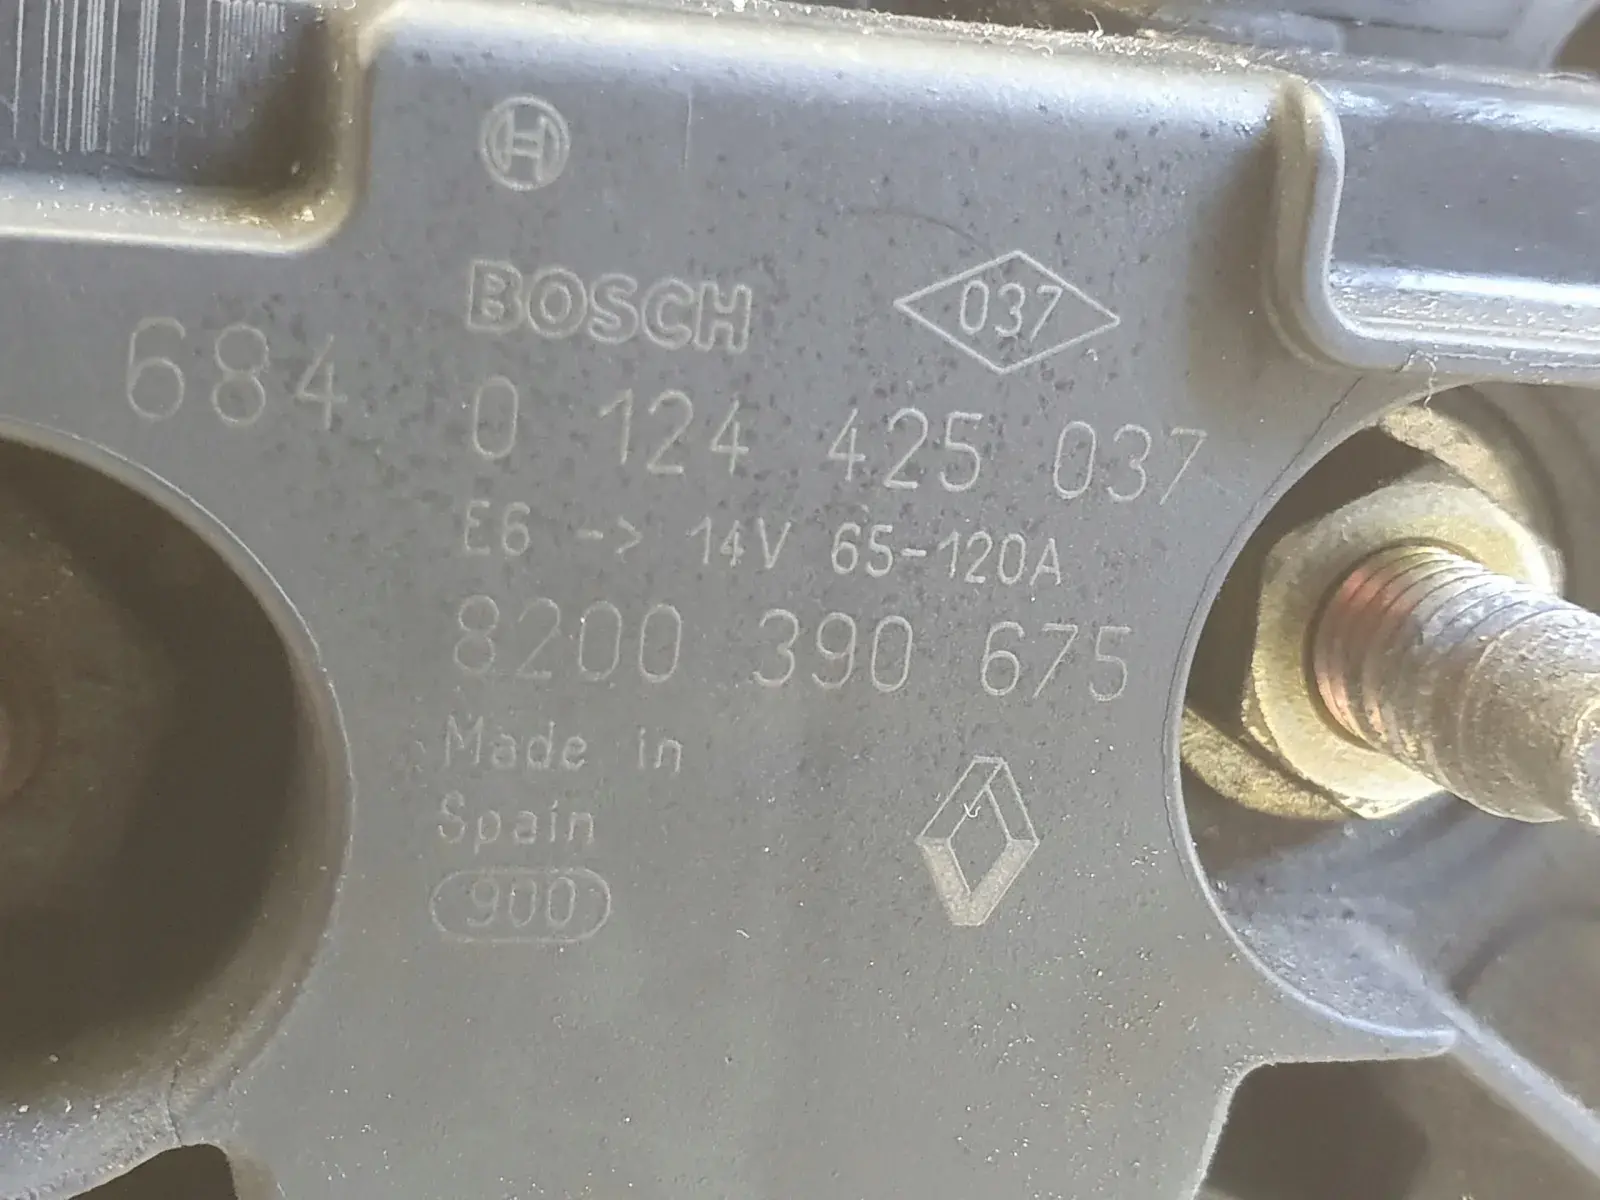 BOSCH
037
684
0 124 425 037
E6 -> 14V 65-120A
8200 390 675
Made in
Spain
900